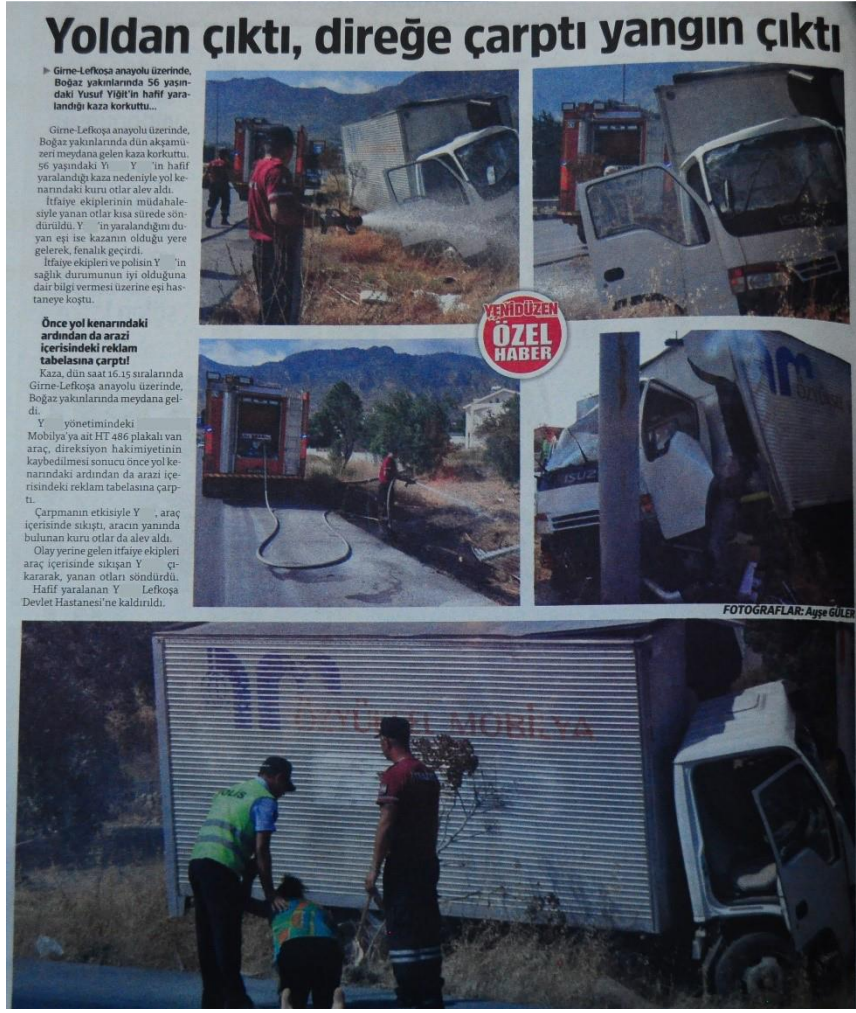 Yoldan çıktı, direğe çarptı yangın çıktı
▶ Girne-Lefkoşa anayolu üzerinde,
Boğaz yakınlarında 56 yaşın-
daki Yusuf Yiğit'in hafif yara-
landığı kaza korkuttu...
Girne-Lefkoşa anayolu üzerinde,
Boğaz yakınlarında dün akşamü-
zeri meydana gelen kaza korkuttu.
56 yaşındaki Yi Y 'in hafif
yaralandığı kaza nedeniyle yol ke-
narındaki kuru otlar alev aldı.
İtfaiye ekiplerinin müdahale-
siyle yanan otlar kısa sürede sön-
dürüldü. Y 'in yaralandığını du-
yan eşi ise kazanın olduğu yere
gelerek, fenalık geçirdi.
İtfaiye ekipleri ve polisin Y 'in
sağlık durumunun iyi olduğuna
dair bilgi vermesi üzerine eşi has-
taneye koştu.
Önce yol kenarındaki
ardından da arazi
içerisindeki reklam
tabelasına çarptı!
Kaza, dün saat 16.15 sıralarında
Girne-Lefkoşa anayolu üzerinde,
Boğaz yakınlarında meydana gel-
di.
Y yönetimindeki
Mobilya'ya ait HT 486 plakalı van
araç, direksiyon hakimiyetinin
kaybedilmesi sonucu önce yol ke-
narındaki ardından da arazi içe-
risindeki reklam tabelasına çarp-
tı.
Çarpmanın etkisiyle Y , araç
içerisinde sıkıştı, aracın yanında
bulunan kuru otlar da alev aldı.
Olay yerine gelen itfaiye ekipleri
araç içerisinde sıkışan Y çı-
kararak, yanan otları söndürdü.
Hafif yaralanan Y Lefkoşa
Devlet Hastanesi'ne kaldırıldı.
YENİDÜZEN
ÖZEL
HABER
ISUZU
FOTOGRAFLAR: Ayşe GÜLER
ÖZYÜKSEL MOBİLYA
POLİS